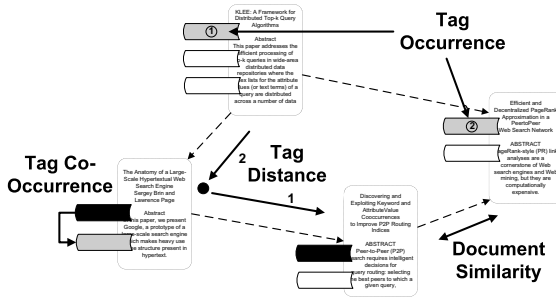 KLEE: A Framework for
Distributed Top-k Query
Algorithms
Abstract
This paper addresses the
efficient processing of
top-k queries in wide-area
distributed data
repositories where the
index lists for the attribute
values (or text terms) of a
query are distributed
across a number of data
1
Tag
Occurrence
Efficient and
Decentralized PageRank
Approximation in a
PeertoPeer
Web Search Network
2
ABSTRACT
PageRank-style (PR) link
analyses are a
cornerstone of Web
search engines and Web
mining, but they are
computationally
expensive.
Tag Co-
Occurrence
The Anatomy of a Large-
Scale Hypertextual Web
Search Engine
Sergey Brin and
Lawrence Page
Abstract
In this paper, we present
Google, a prototype of a
large-scale search engine
which makes heavy use
the structure present in
hypertext.
2
Tag
Distance
1
Discovering and
Exploiting Keyword and
AttributeValue
Cooccurrences
to Improve P2P Routing
Indices
ABSTRACT
Peer-to-Peer (P2P)
search requires intelligent
decisions for
query routing: selecting
the best peers to which a
given query,
Document
Similarity